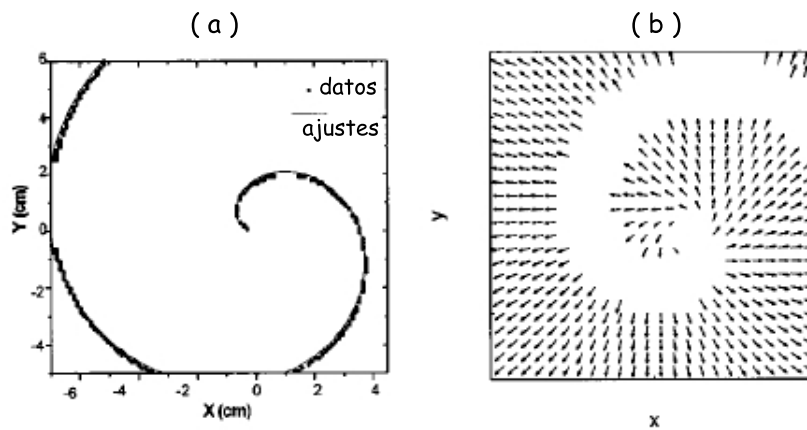 ( a )
( b )
6
4
2
0
-2
-4
Y (cm)
datos
ajustes
-6
-4
-2
0
2
4
X (cm)
y
x